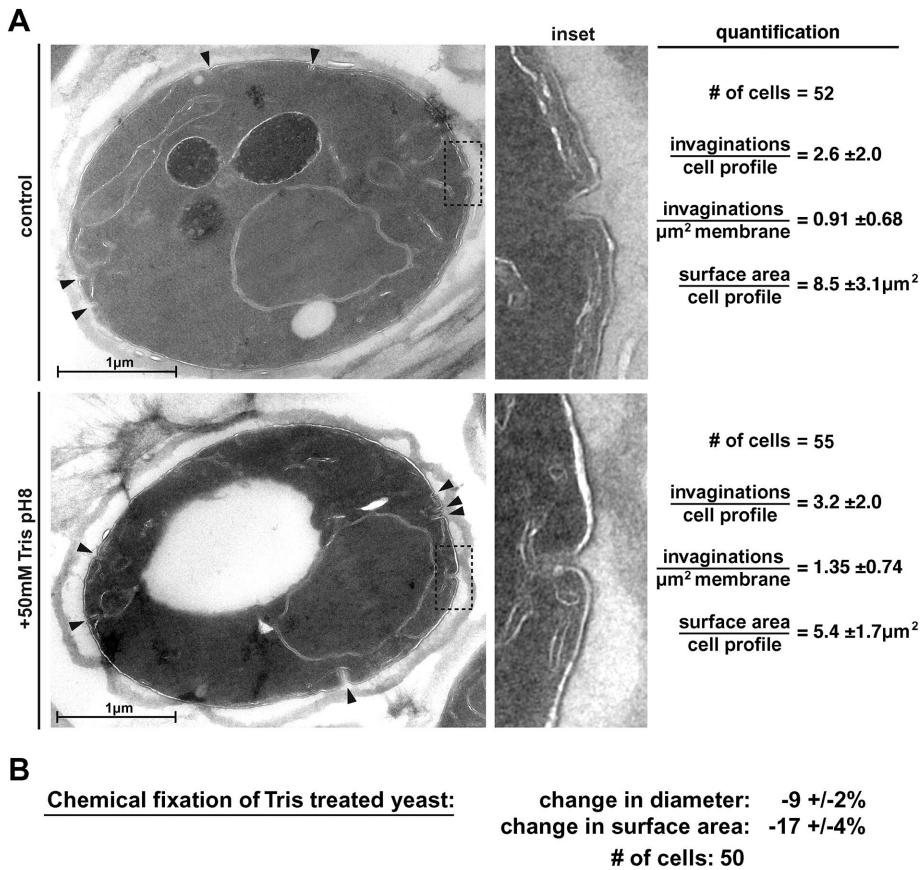 A
inset
quantification
control
# of cells = 52
invaginations
cell profile
= 2.6 ±2.0
invaginations
µm² membrane
= 0.91 ±0.68
surface area
cell profile
= 8.5 ±3.1µm²
1µm
+50mM Tris pH8
# of cells = 55
invaginations
cell profile
= 3.2 ±2.0
invaginations
µm² membrane
= 1.35 ±0.74
surface area
cell profile
= 5.4 ±1.7µm²
1µm
B
Chemical fixation of Tris treated yeast:
change in diameter: -9 +/-2%
change in surface area: -17 +/-4%
# of cells: 50